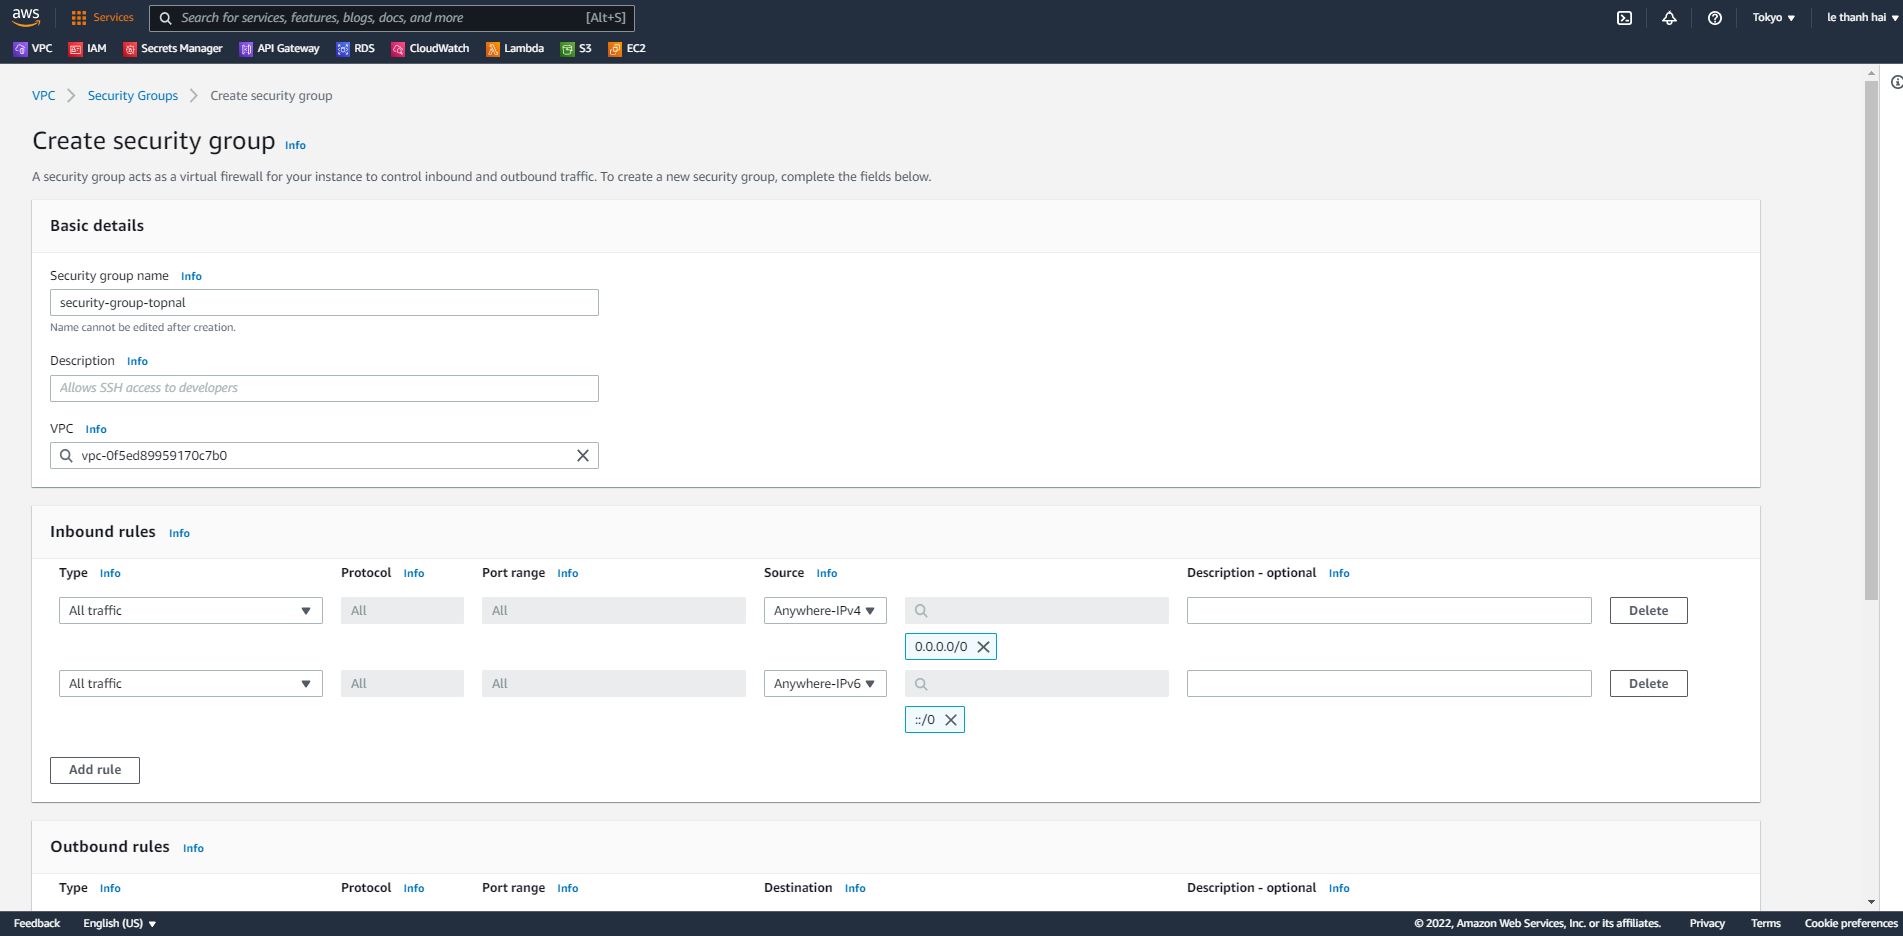 aws Services Search for services, features, blogs, docs, and more [Alt+S] Tokyo le thanh hai
VPC IAM Secrets Manager API Gateway RDS CloudWatch Lambda S3 EC2
VPC Security Groups Create security group
Create security group Info
A security group acts as a virtual firewall for your instance to control inbound and outbound traffic. To create a new security group, complete the fields below.
Basic details
Security group name Info
security-group-topnal
Name cannot be edited after creation.
Description Info
Allows SSH access to developers
VPC Info
vpc-0f5ed89959170c7b0
Inbound rules Info
Type Info Protocol Info Port range Info Source Info Description - optional Info
All traffic All All Anywhere-IPv4 Delete
0.0.0.0/0
All traffic All All Anywhere-IPv6 Delete
::/0
Add rule
Outbound rules Info
Type Info Protocol Info Port range Info Destination Info Description - optional Info
Feedback English (US) © 2022, Amazon Web Services, Inc. or its affiliates. Privacy Terms Cookie preferences